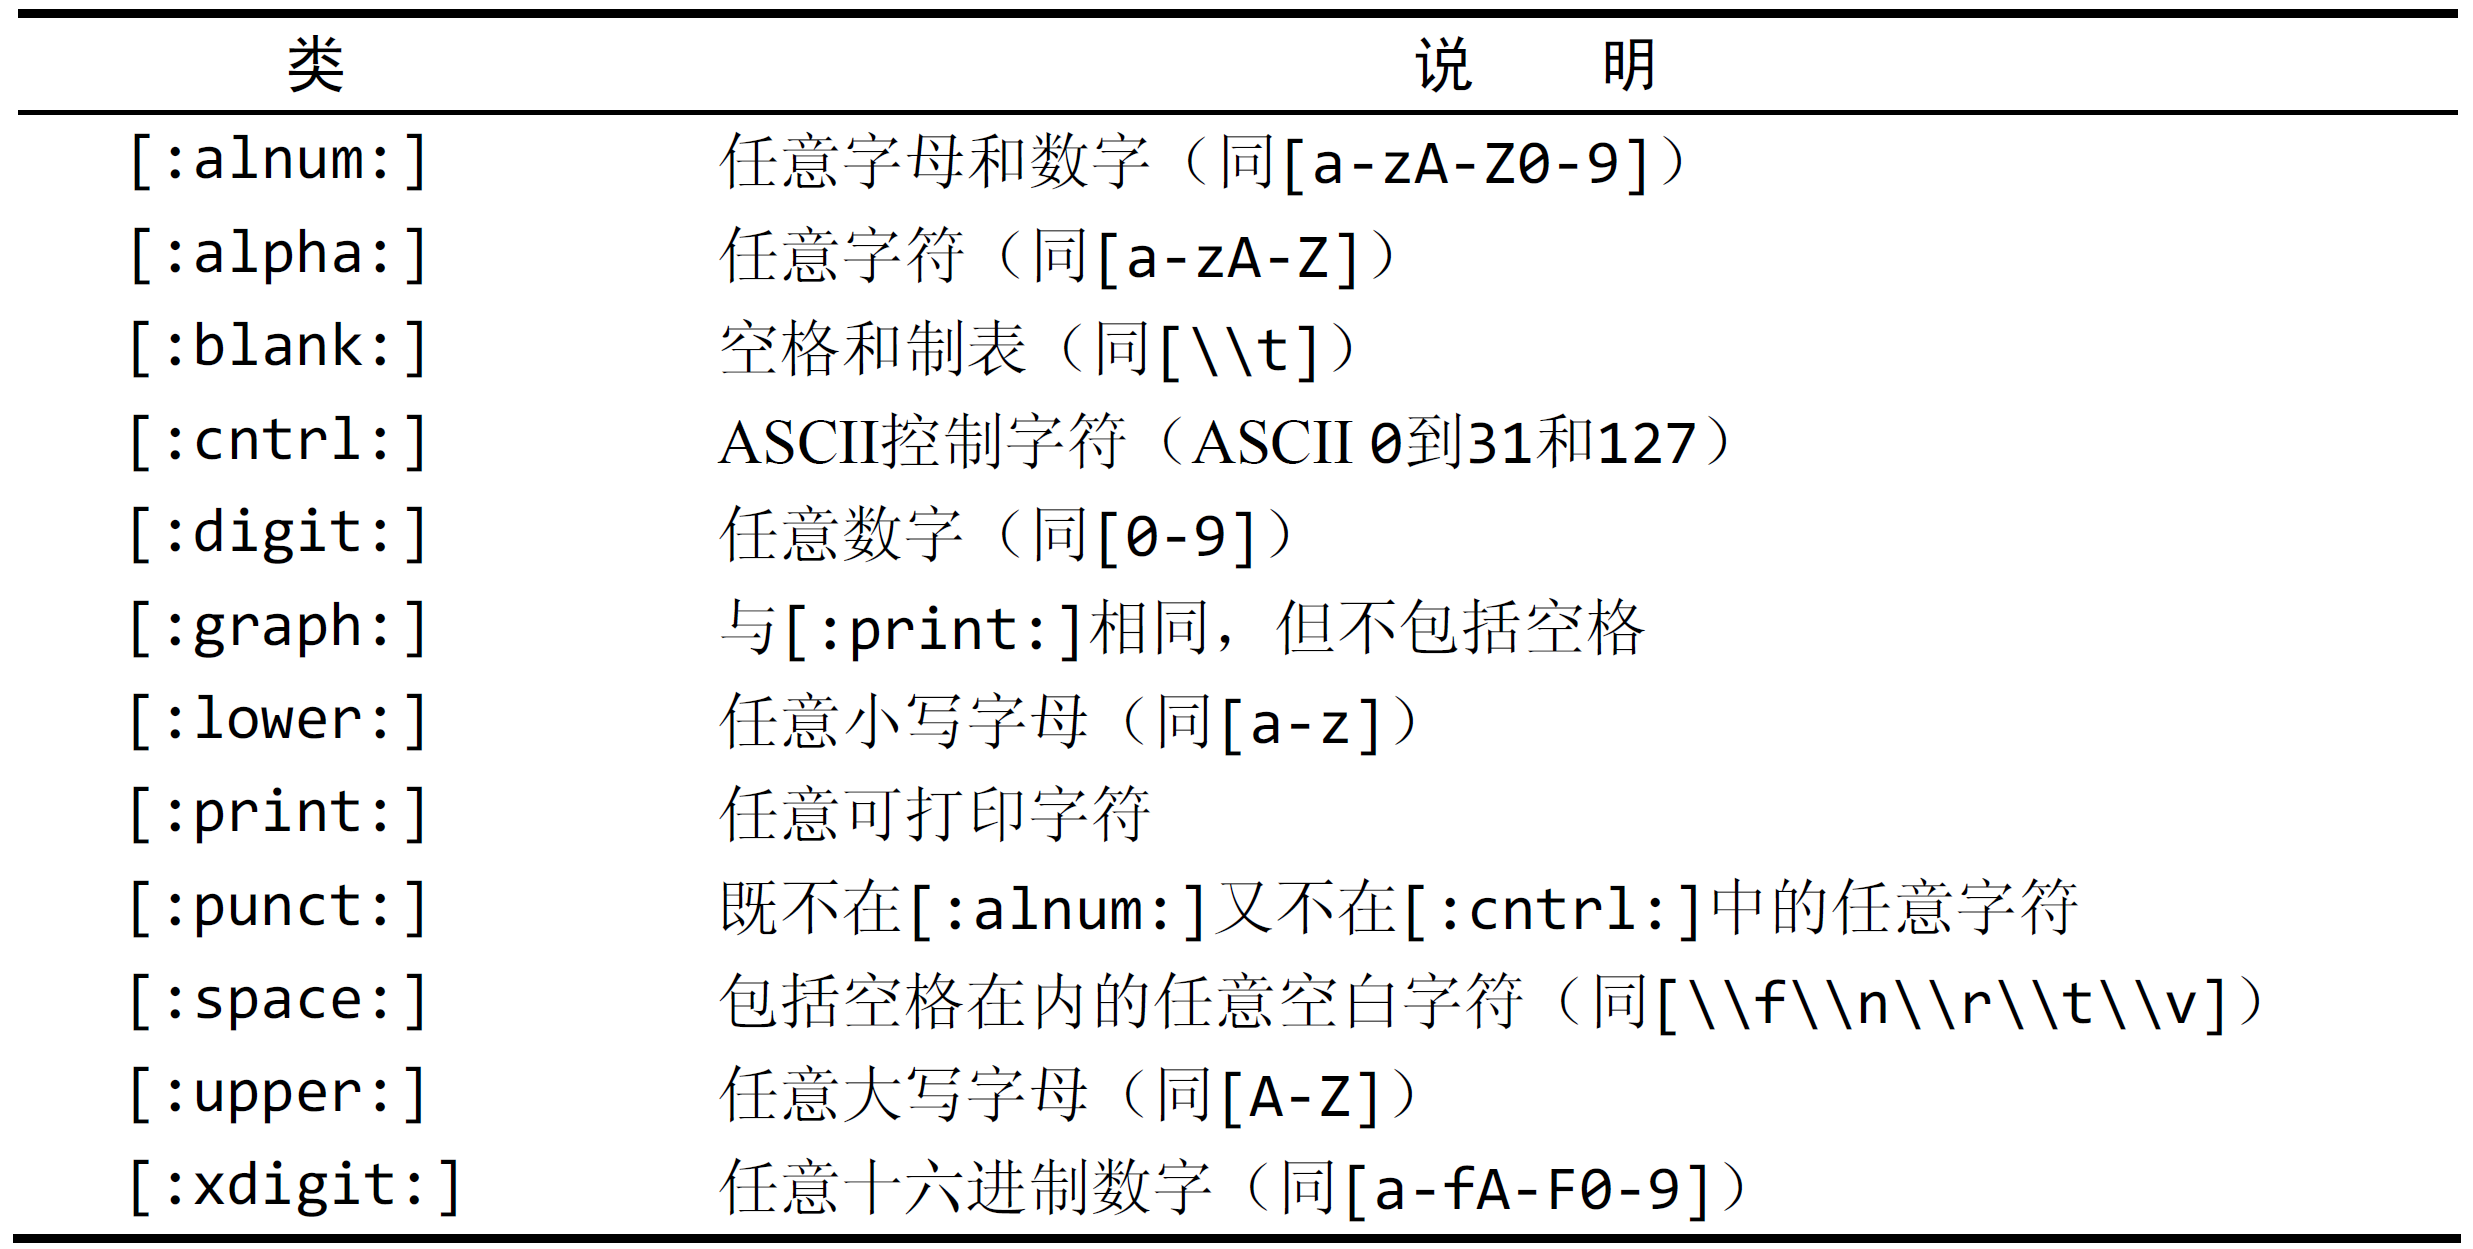 类 说 明
[:alnum:] 任意字母和数字（同[a-zA-Z0-9]）
[:alpha:] 任意字符（同[a-zA-Z]）
[:blank:] 空格和制表（同[\\t]）
[:cntrl:] ASCII控制字符（ASCII 0到31和127）
[:digit:] 任意数字（同[0-9]）
[:graph:] 与[:print:]相同，但不包括空格
[:lower:] 任意小写字母（同[a-z]）
[:print:] 任意可打印字符
[:punct:] 既不在[:alnum:]又不在[:cntrl:]中的任意字符
[:space:] 包括空格在内的任意空白字符（同[\\f\\n\\r\\t\\v]）
[:upper:] 任意大写字母（同[A-Z]）
[:xdigit:] 任意十六进制数字（同[a-fA-F0-9]）